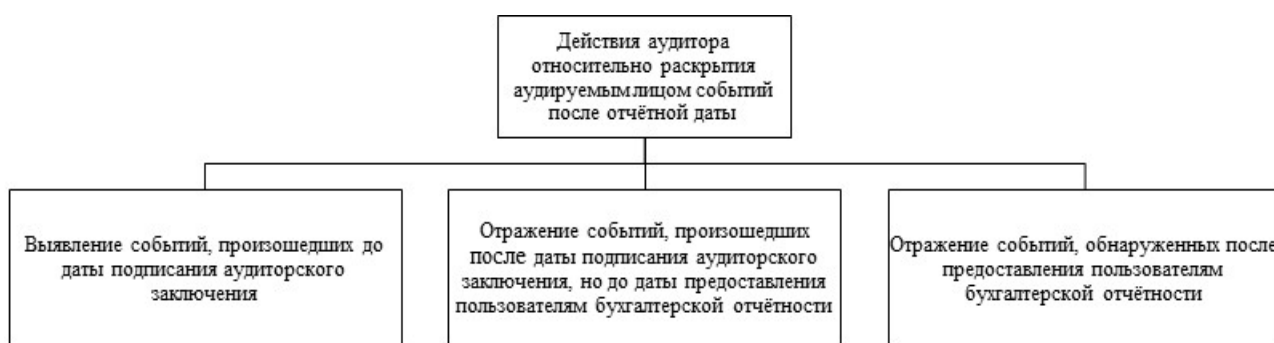 Действия аудитора
относительно раскрытия
аудируемым лицом событий
после отчётной даты
Выявление событий, произошедших до
даты подписания аудиторского
заключения
Отражение событий, произошедших
после даты подписания аудиторского
заключения, но до даты предоставления
пользователям бухгалтерской отчётности
Отражение событий, обнаруженных после
предоставления пользователям
бухгалтерской отчётности